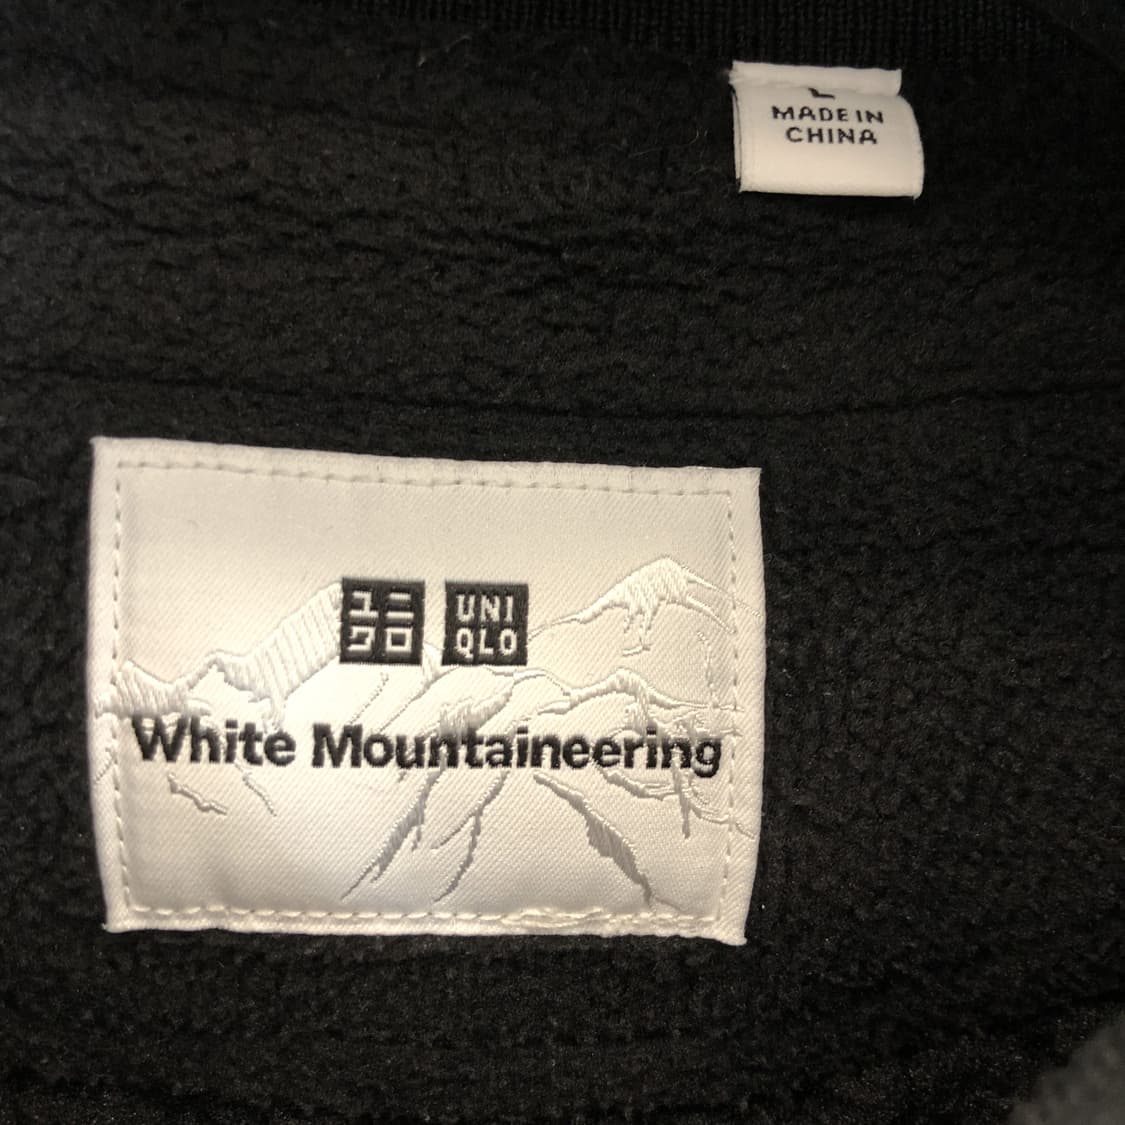 L
MADE IN
CHINA
ユニ UNI
クロ QLO
White Mountaineering